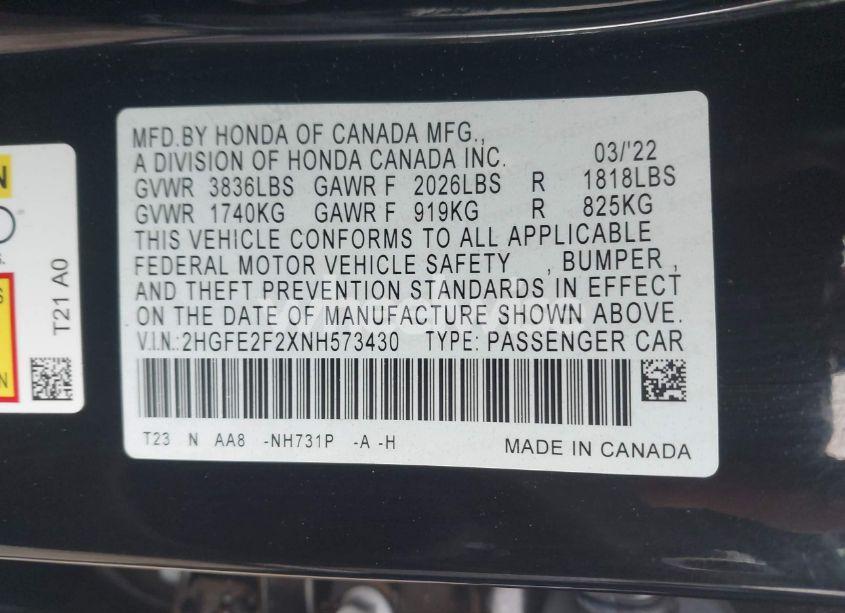 MFD.BY HONDA OF CANADA MFG.,
A DIVISION OF HONDA CANADA INC. 03/'22
GVWR 3836LBS GAWR F 2026LBS R 1818LBS
GVWR 1740KG GAWR F 919KG R 825KG
THIS VEHICLE CONFORMS TO ALL APPLICABLE
FEDERAL MOTOR VEHICLE SAFETY , BUMPER ,
AND THEFT PREVENTION STANDARDS IN EFFECT
ON THE DATE OF MANUFACTURE SHOWN ABOVE.
V.I.N.:2HGFE2F2XNH573430 TYPE: PASSENGER CAR
T23 N AA8 -NH731P -A -H
MADE IN CANADA
T21 A0